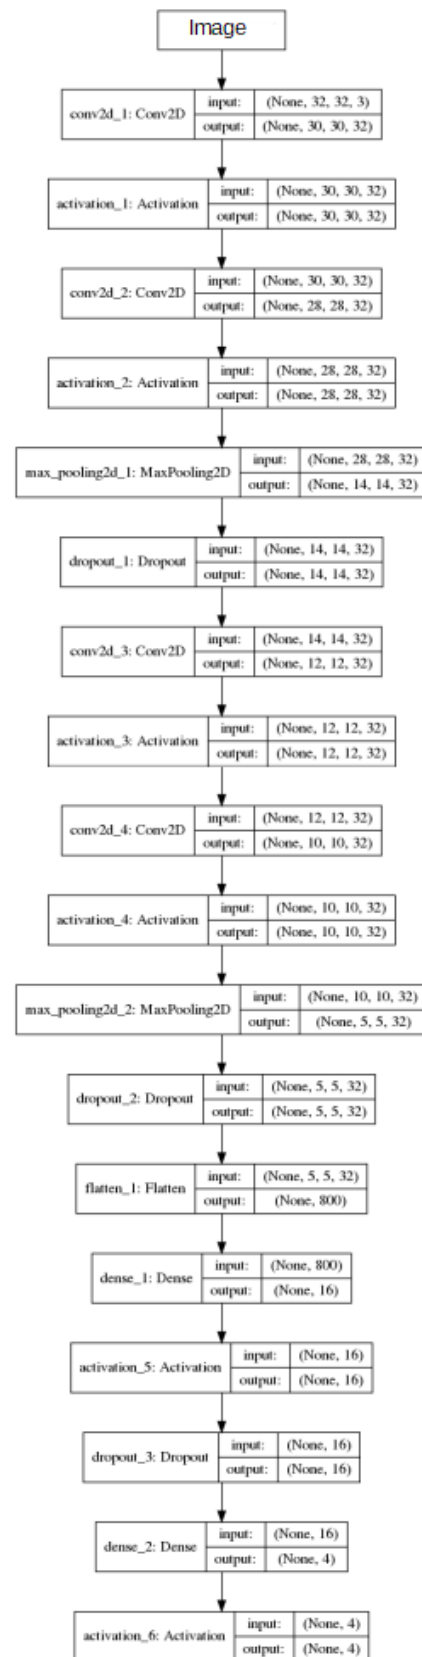 Image
conv2d_1: Conv2D
input: (None, 32, 32, 3)
output: (None, 30, 30, 32)
activation_1: Activation
input: (None, 30, 30, 32)
output: (None, 30, 30, 32)
conv2d_2: Conv2D
input: (None, 30, 30, 32)
output: (None, 28, 28, 32)
activation_2: Activation
input: (None, 28, 28, 32)
output: (None, 28, 28, 32)
max_pooling2d_1: MaxPooling2D
input: (None, 28, 28, 32)
output: (None, 14, 14, 32)
dropout_1: Dropout
input: (None, 14, 14, 32)
output: (None, 14, 14, 32)
conv2d_3: Conv2D
input: (None, 14, 14, 32)
output: (None, 12, 12, 32)
activation_3: Activation
input: (None, 12, 12, 32)
output: (None, 12, 12, 32)
conv2d_4: Conv2D
input: (None, 12, 12, 32)
output: (None, 10, 10, 32)
activation_4: Activation
input: (None, 10, 10, 32)
output: (None, 10, 10, 32)
max_pooling2d_2: MaxPooling2D
input: (None, 10, 10, 32)
output: (None, 5, 5, 32)
dropout_2: Dropout
input: (None, 5, 5, 32)
output: (None, 5, 5, 32)
flatten_1: Flatten
input: (None, 5, 5, 32)
output: (None, 800)
dense_1: Dense
input: (None, 800)
output: (None, 16)
activation_5: Activation
input: (None, 16)
output: (None, 16)
dropout_3: Dropout
input: (None, 16)
output: (None, 16)
dense_2: Dense
input: (None, 16)
output: (None, 4)
activation_6: Activation
input: (None, 4)
output: (None, 4)